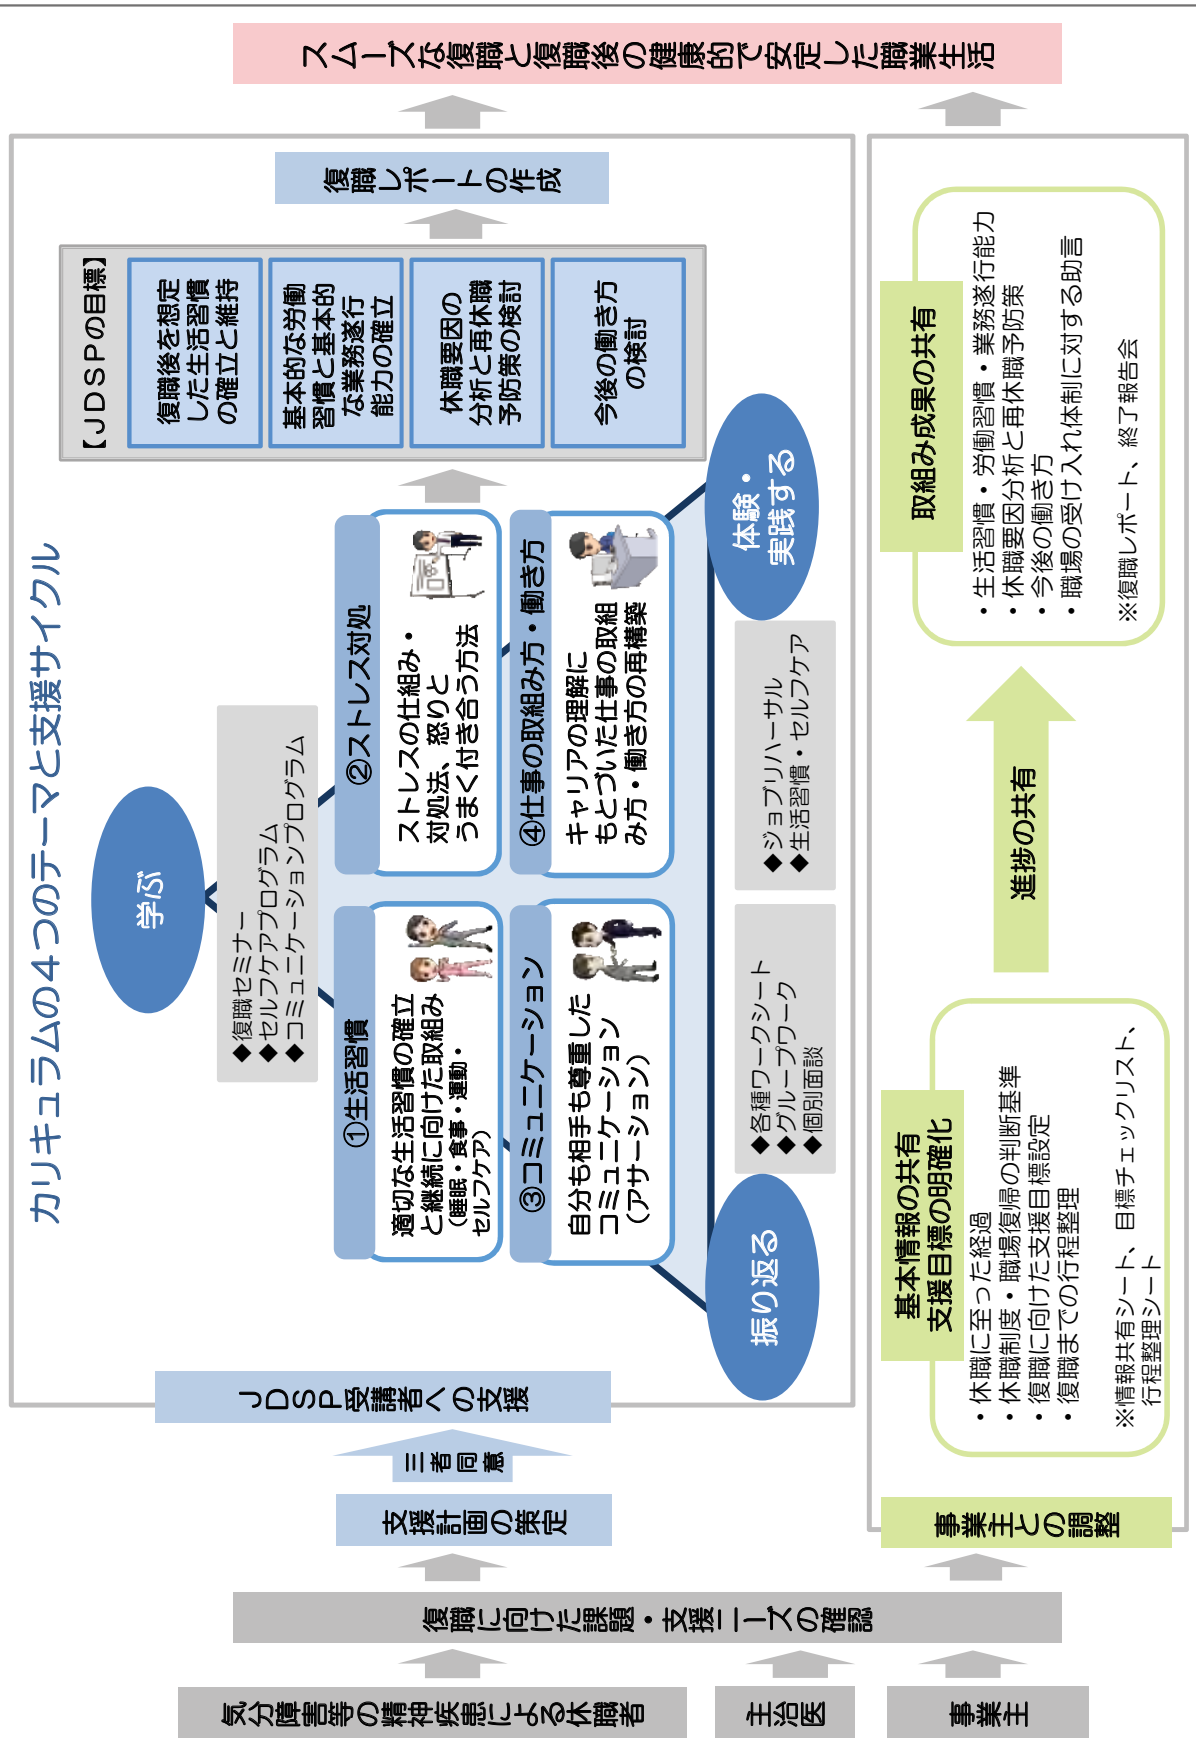 カリキュラムの４つのテーマと支援サイクル
気分障害等の精神疾患による休職者
主治医
事業主
復職に向けた課題・支援ニーズの確認
支援計画の策定
三者同意
JDSP受講者への支援
学ぶ
◆復職セミナー
◆セルフケアプログラム
◆コミュニケーションプログラム
①生活習慣
適切な生活習慣の確立
と継続に向けた取組み
（睡眠・食事・運動・
セルフケア）
②ストレス対処
ストレスの仕組み・
対処法、怒りと
うまく付き合う方法
③コミュニケーション
自分も相手も尊重した
コミュニケーション
（アサーション）
④仕事の取組み方・働き方
キャリアの理解に
もとづいた仕事の取組
み方・働き方の再構築
振り返る
◆各種ワークシート
◆グループワーク
◆個別面談
◆ジョブリハーサル
◆生活習慣・セルフケア
体験・
実践する
【JDSPの目標】
復職後を想定
した生活習慣
の確立と維持
基本的な労働
習慣と基本的
な業務遂行
能力の確立
休職要因の
分析と再休職
予防策の検討
今後の働き方
の検討
復職レポートの作成
スムーズな復職と復職後の健康的で安定した職業生活
事業主との調整
基本情報の共有
支援目標の明確化
・休職に至った経過
・休職制度・職場復帰の判断基準
・復職に向けた支援目標設定
・復職までの行程整理
※情報共有シート、目標チェックリスト、
行程整理シート
進捗の共有
取組み成果の共有
・生活習慣・労働習慣・業務遂行能力
・休職要因分析と再休職予防策
・今後の働き方
・職場の受け入れ体制に対する助言
※復職レポート、終了報告会